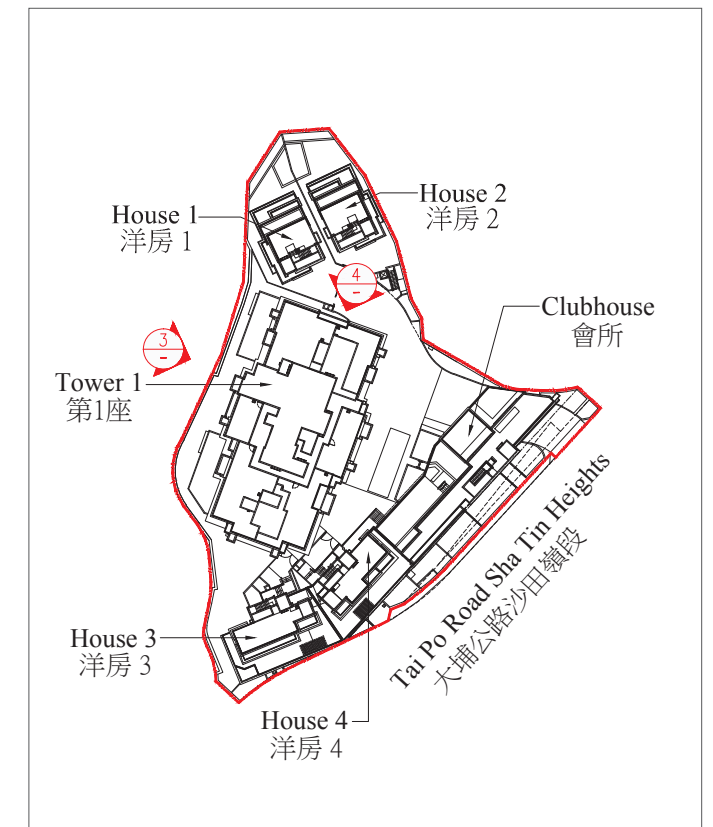 House 1
洋房 1
House 2
洋房 2
4
-
3
-
Clubhouse
會所
Tower 1
第1座
Tai Po Road Sha Tin Heights
大埔公路沙田嶺段
House 3
洋房 3
House 4
洋房 4